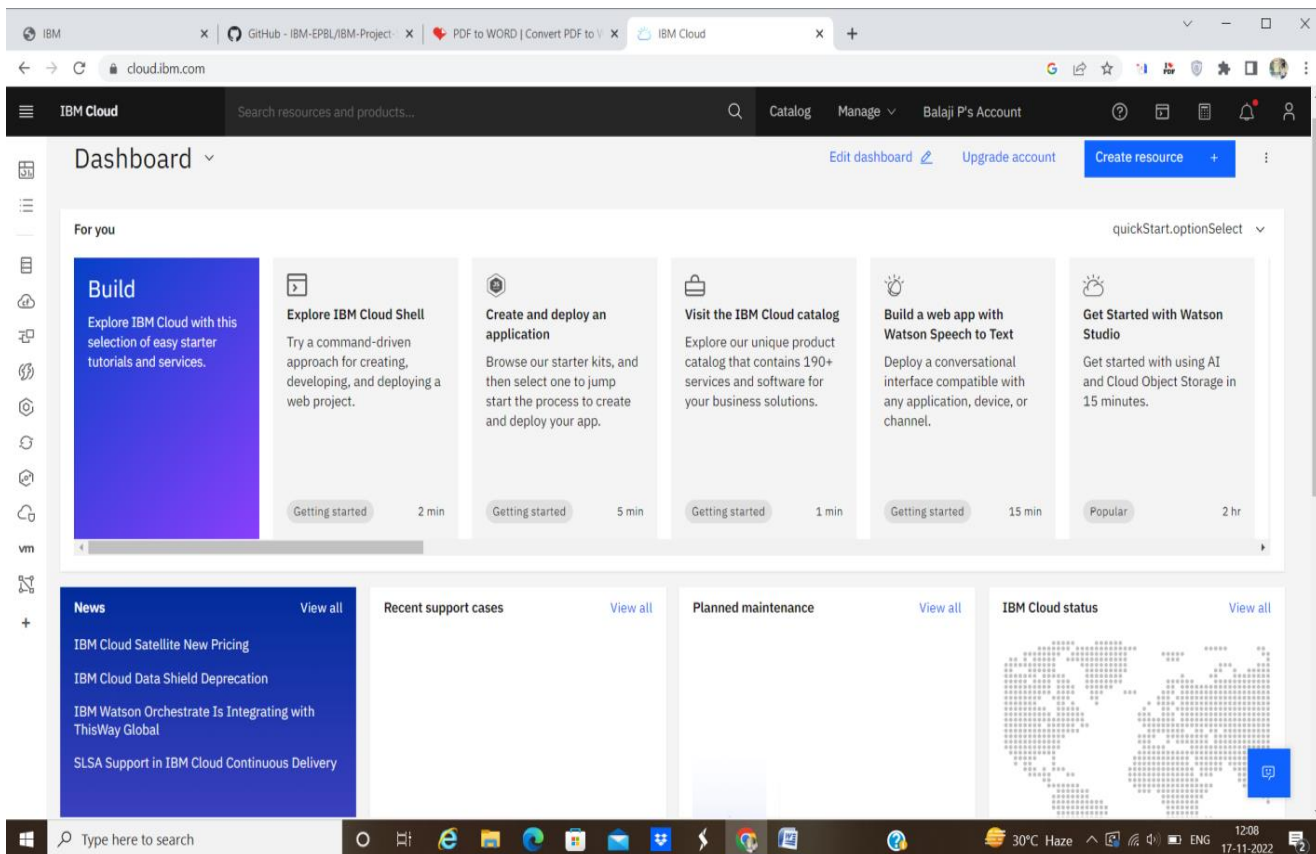 IBM
GitHub - IBM-EPBL/IBM-Project-
PDF to WORD | Convert PDF to W
IBM Cloud
cloud.ibm.com
IBM Cloud
Search resources and products...
Catalog
Manage
Balaji P's Account
Dashboard
Edit dashboard
Upgrade account
Create resource +
For you
quickStart.optionSelect
Build
Explore IBM Cloud with this
selection of easy starter
tutorials and services.
Explore IBM Cloud Shell
Try a command-driven
approach for creating,
developing, and deploying a
web project.
Getting started
2 min
Create and deploy an
application
Browse our starter kits, and
then select one to jump
start the process to create
and deploy your app.
Getting started
5 min
Visit the IBM Cloud catalog
Explore our unique product
catalog that contains 190+
services and software for
your business solutions.
Getting started
1 min
Build a web app with
Watson Speech to Text
Deploy a conversational
interface compatible with
any application, device, or
channel.
Getting started
15 min
Get Started with Watson
Studio
Get started with using AI
and Cloud Object Storage in
15 minutes.
Popular
2 hr
vm
News
View all
IBM Cloud Satellite New Pricing
IBM Cloud Data Shield Deprecation
IBM Watson Orchestrate Is Integrating with
ThisWay Global
SLSA Support in IBM Cloud Continuous Delivery
Recent support cases
View all
Planned maintenance
View all
IBM Cloud status
View all
Type here to search
30°C Haze
ENG
12:08
17-11-2022